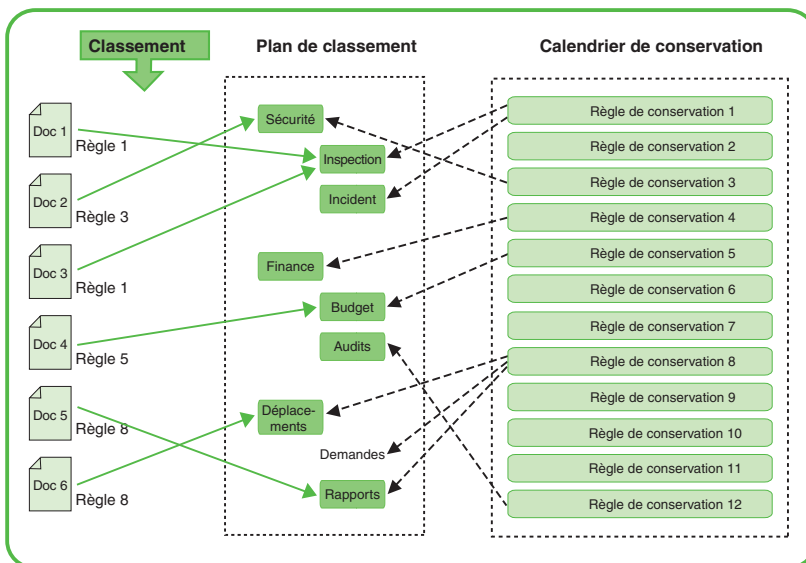 Classement
Plan de classement
Calendrier de conservation
Doc 1
Règle 1
Doc 2
Règle 3
Doc 3
Règle 1
Doc 4
Règle 5
Doc 5
Règle 8
Doc 6
Règle 8
Sécurité
Inspection
Incident
Finance
Budget
Audits
Déplace-
ments
Demandes
Rapports
Règle de conservation 1
Règle de conservation 2
Règle de conservation 3
Règle de conservation 4
Règle de conservation 5
Règle de conservation 6
Règle de conservation 7
Règle de conservation 8
Règle de conservation 9
Règle de conservation 10
Règle de conservation 11
Règle de conservation 12